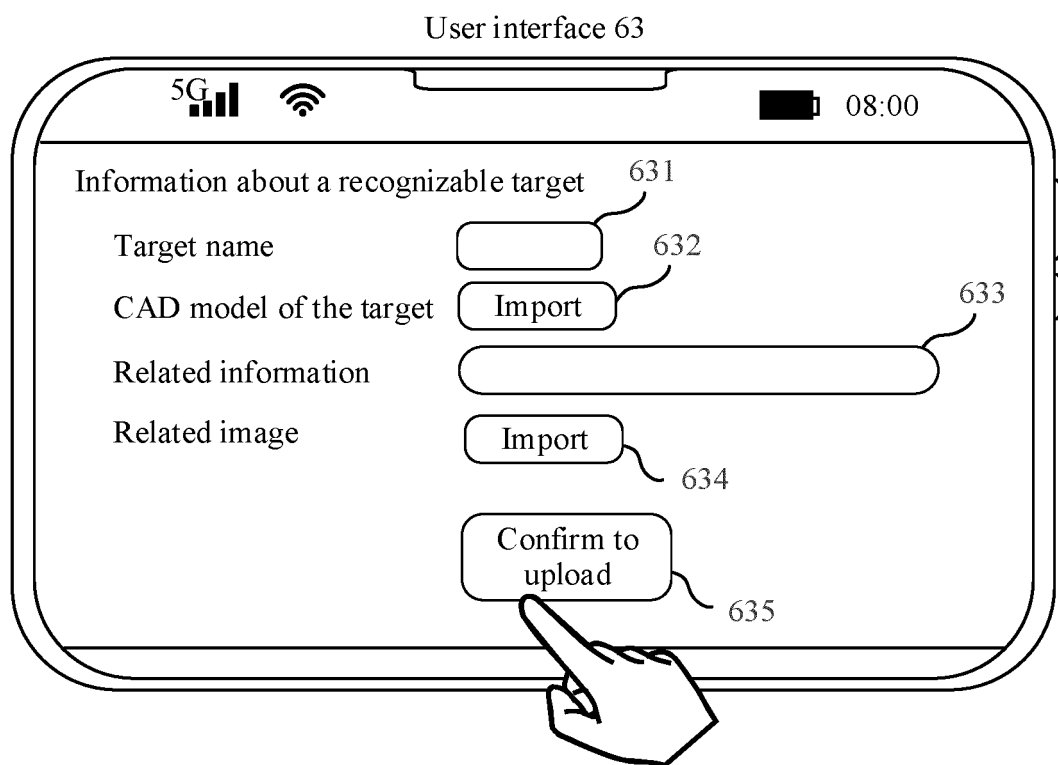 User interface 63
5G 08:00
Information about a recognizable target 631
Target name
632
CAD model of the target Import
633
Related information
Related image Import
634
Confirm to
upload
635